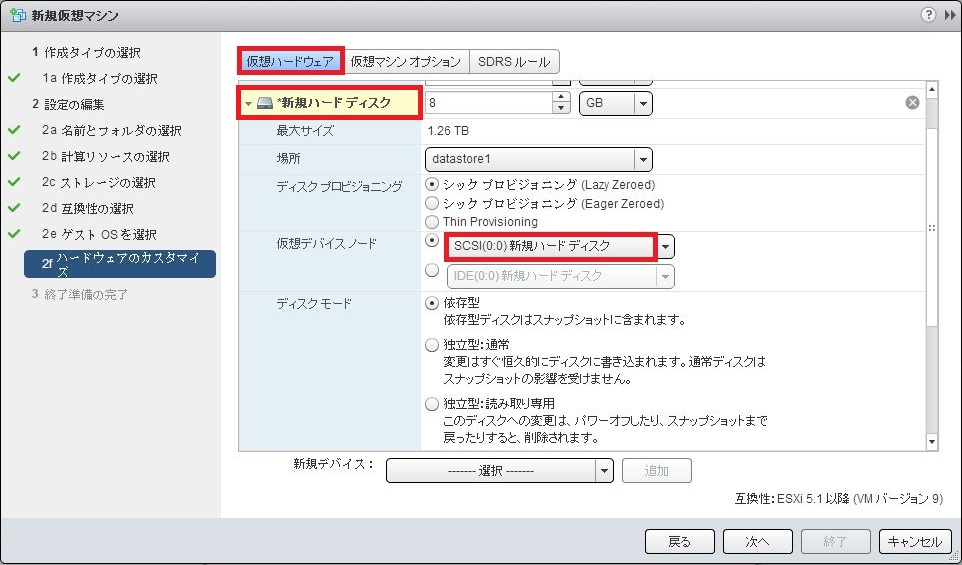 新規仮想マシン
1 作成タイプの選択
1a 作成タイプの選択
2 設定の編集
2a 名前とフォルダの選択
2b 計算リソースの選択
2c ストレージの選択
2d 互換性の選択
2e ゲスト OS を選択
2f ハードウェアのカスタマイ
ズ
3 終了準備の完了
仮想ハードウェア 仮想マシン オプション SDRS ルール
*新規ハード ディスク 8 GB
最大サイズ 1.26 TB
場所 datastore1
ディスク プロビジョニング シック プロビジョニング (Lazy Zeroed)
シック プロビジョニング (Eager Zeroed)
Thin Provisioning
仮想デバイス ノード SCSI(0:0) 新規ハード ディスク
IDE(0:0) 新規ハード ディスク
ディスク モード 依存型
依存型ディスクはスナップショットに含まれます。
独立型: 通常
変更はすぐ恒久的にディスクに書き込まれます。通常ディスクは
スナップショットの影響を受けません。
独立型: 読み取り専用
このディスクへの変更は、パワーオフしたり、スナップショットまで
戻ったりすると、削除されます。
新規デバイス: ------- 選択 ------- 追加
互換性: ESXi 5.1 以降 (VM バージョン 9)
戻る 次へ 終了 キャンセル